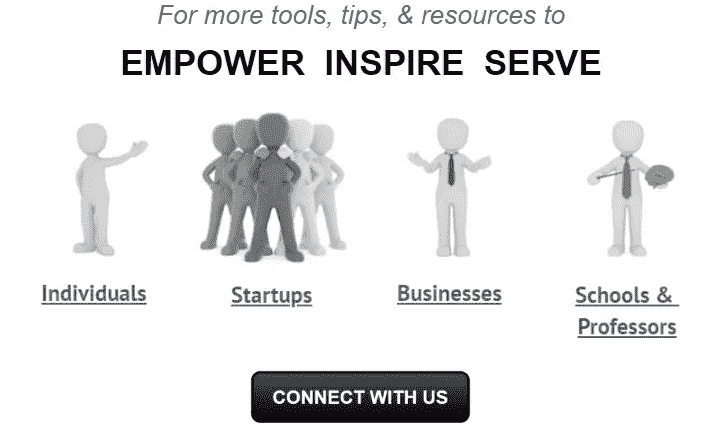 For more tools, tips, & resources to
EMPOWER INSPIRE SERVE
Individuals
Startups
Businesses
Schools &
Professors
CONNECT WITH US